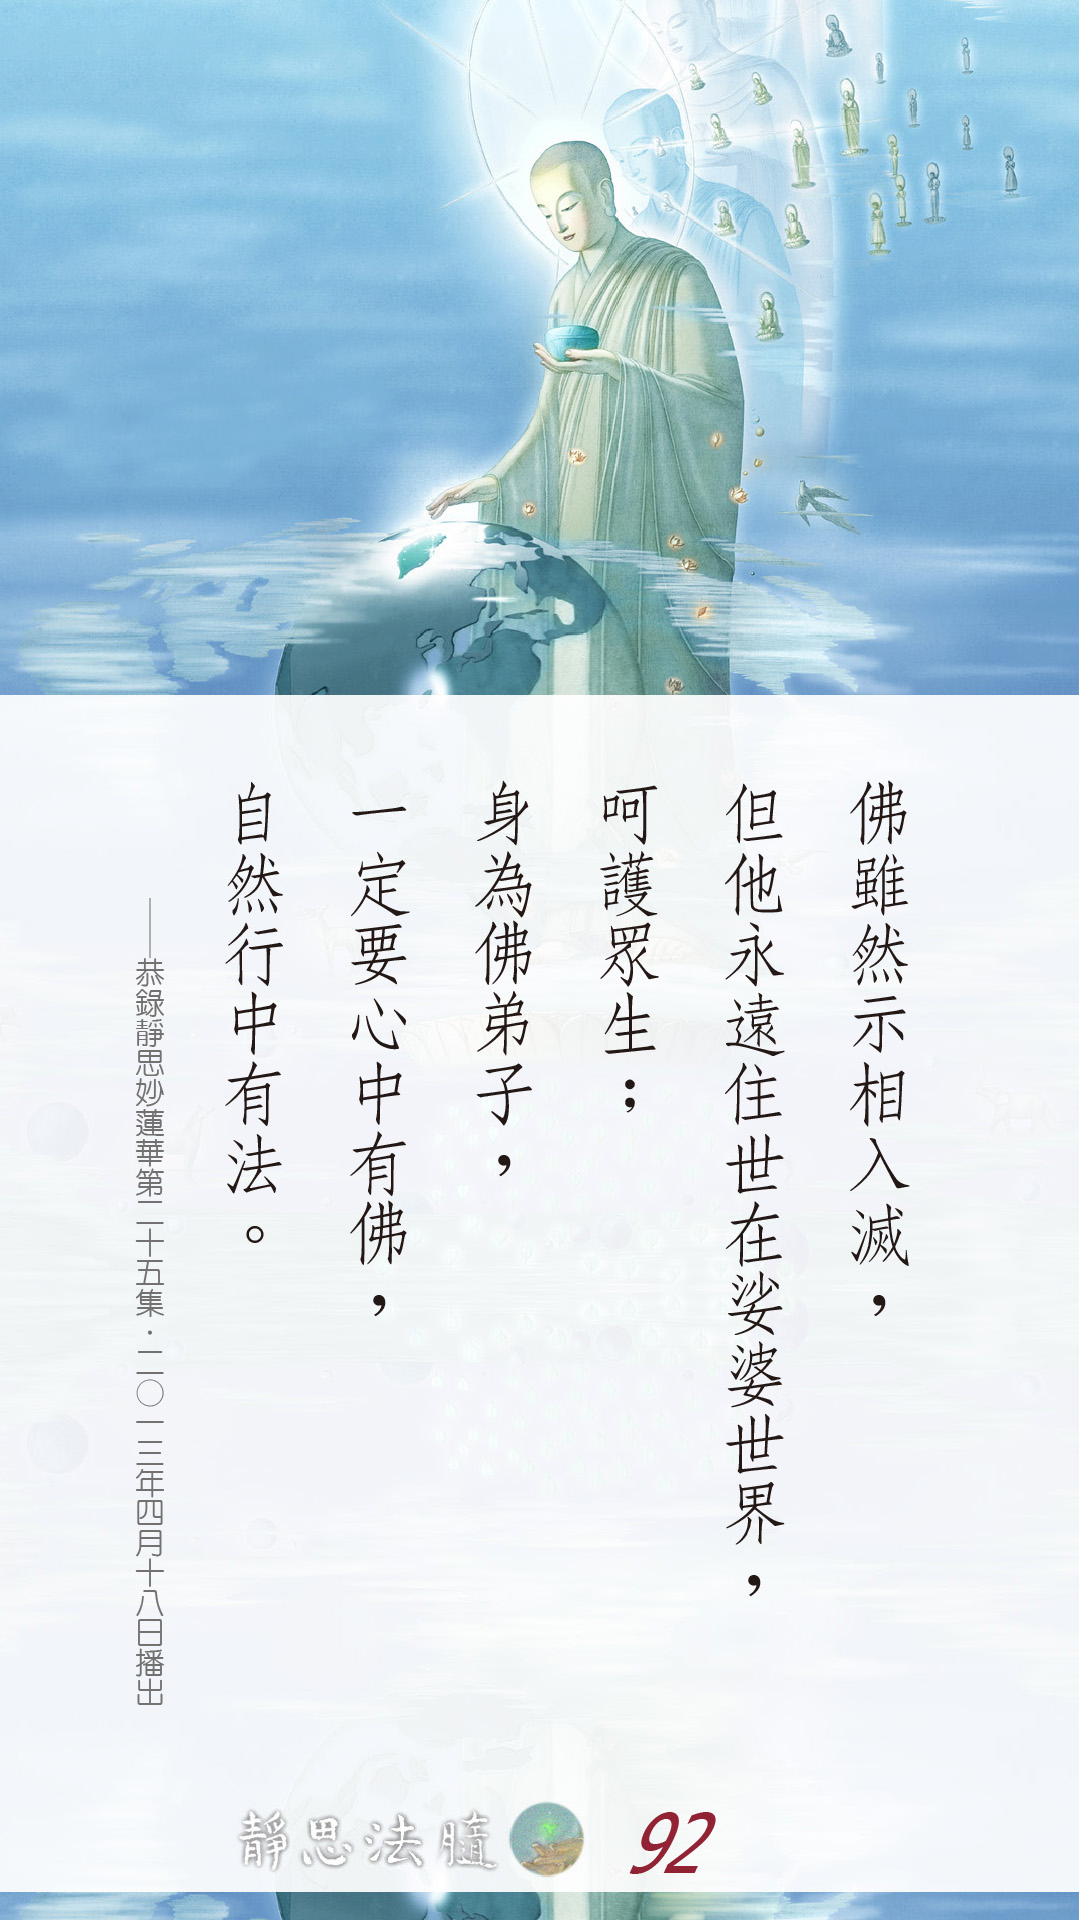 佛雖然示相入滅，
但他永遠住世在娑婆世界，
呵護眾生；
身為佛弟子，
一定要心中有佛，
自然行中有法。
——恭錄靜思妙蓮華第二十五集．二〇一三年四月十八日播出
靜思法髓 92